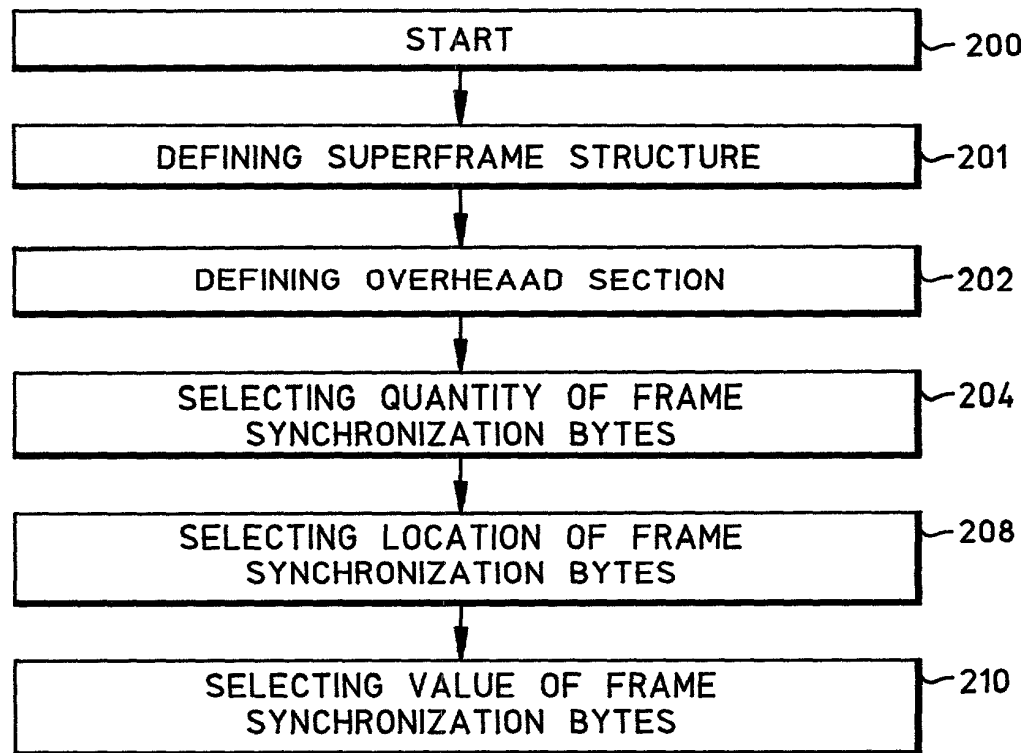 START
200
DEFINING SUPERFRAME STRUCTURE
201
DEFINING OVERHEAAD SECTION
202
SELECTING QUANTITY OF FRAME
SYNCHRONIZATION BYTES
204
SELECTING LOCATION OF FRAME
SYNCHRONIZATION BYTES
208
SELECTING VALUE OF FRAME
SYNCHRONIZATION BYTES
210